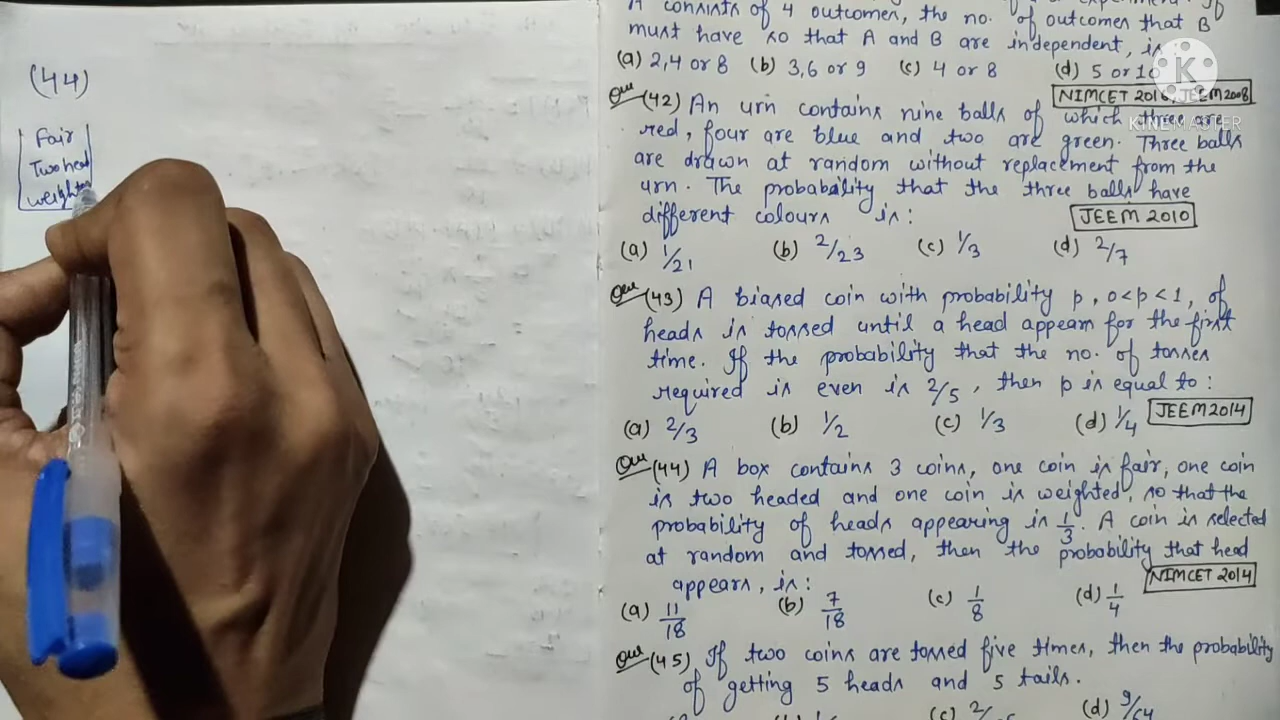 (44)
Fair
Two head
weighted
A consists of 4 outcomes, the no. of outcomes that B
must have so that A and B are independent, is
(a) 2,4 or 8 (b) 3,6 or 9 (c) 4 or 8 (d) 5 or 10
NIMCET 2016, JEEM 2008
KINEMASTER
Que (42) An urn contains nine balls of which three are
red, four are blue and two are green. Three balls
are drawn at random without replacement from the
urn. The probability that the three balls have
different colours is:
JEEM 2010
(a) 1/21 (b) 2/23 (c) 1/3 (d) 2/7
Que (43) A biased coin with probability p, 0<p<1, of
heads is tossed until a head appears for the first
time. If the probability that the no. of tosses
required is even is 2/5, then p is equal to:
(a) 2/3 (b) 1/2 (c) 1/3 (d) 1/4 JEEM 2014
Que (44) A box contains 3 coins, one coin is fair, one coin
is two headed and one coin is weighted, so that the
probability of heads appearing is 1/3. A coin is selected
at random and tossed, then the probability that head
appears, is:
NIMCET 2014
(a) 11/18 (b) 7/18 (c) 1/8 (d) 1/4
Que (45) If two coins are tossed five times, then the probability
of getting 5 heads and 5 tails.
(d) 9/64